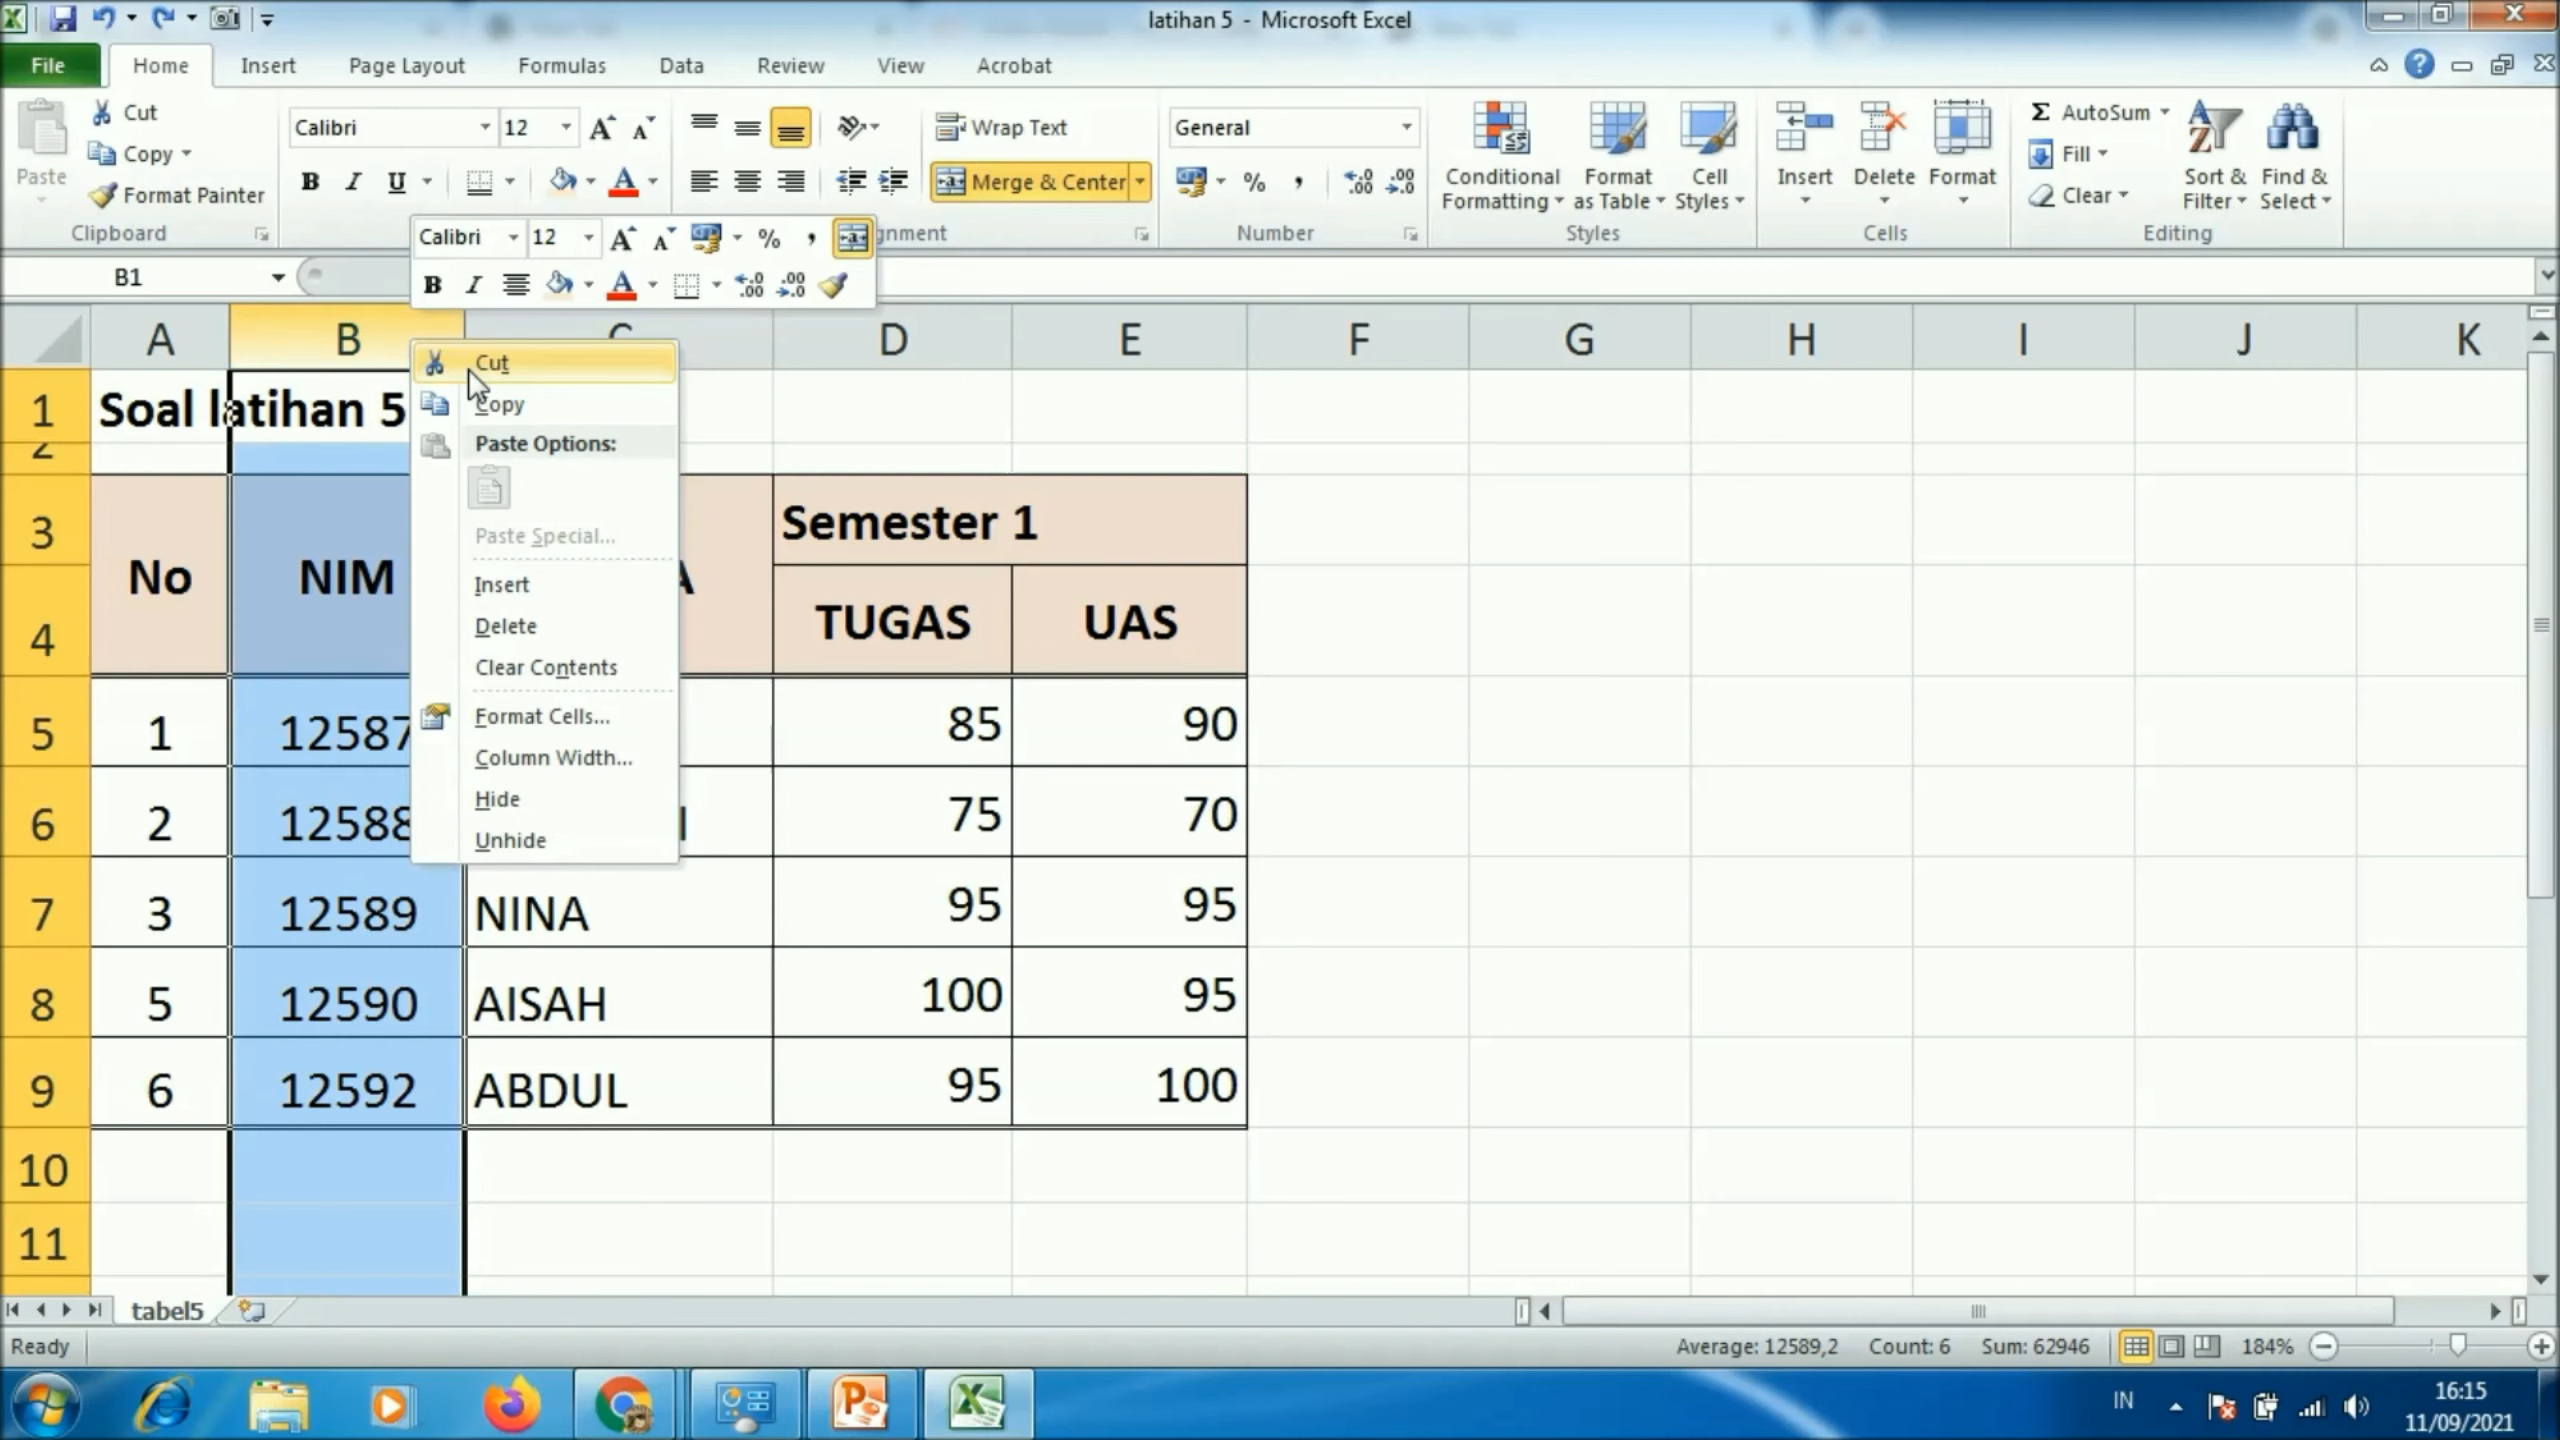 latihan 5 - Microsoft Excel
File Home Insert Page Layout Formulas Data Review View Acrobat
Paste
Cut
Copy
Format Painter
Clipboard
Calibri 12
B I U A
Wrap Text
Merge & Center
gnment
General
% ,
Number
Conditional Formatting
Format as Table
Cell Styles
Styles
Insert Delete Format
Cells
AutoSum
Fill
Clear
Sort & Filter
Find & Select
Editing
Calibri 12 % ,
B I A
B1
A B C D E F G H I J K
1 Soal latihan 5
2
3 Semester 1
No NIM
4 TUGAS UAS
5 1 12587 85 90
6 2 12588 75 70
7 3 12589 NINA 95 95
8 5 12590 AISAH 100 95
9 6 12592 ABDUL 95 100
10
11
Cut
Copy
Paste Options:
Paste Special...
Insert
Delete
Clear Contents
Format Cells...
Column Width...
Hide
Unhide
tabel5
Ready Average: 12589,2 Count: 6 Sum: 62946 184%
IN 16:15
11/09/2021